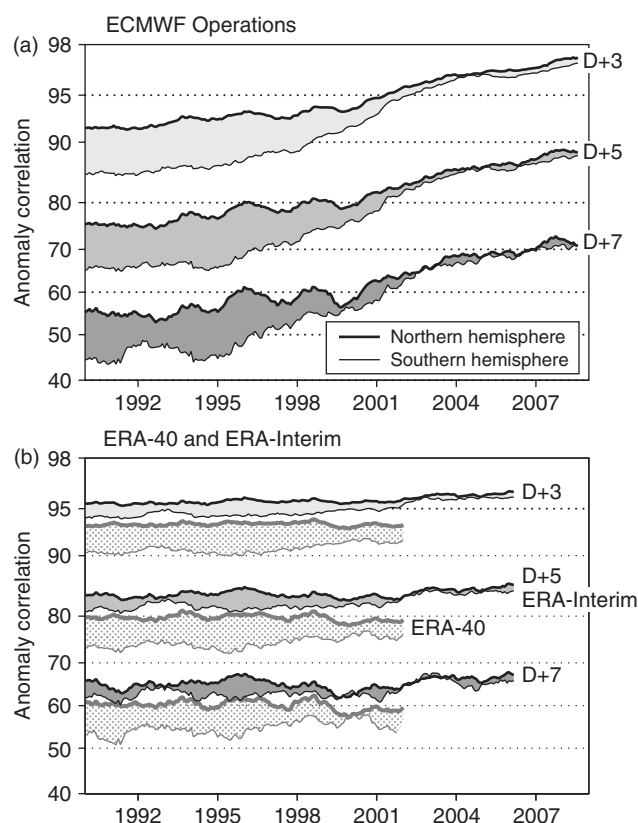 ECMWF Operations
(a)
98
95
90
80
70
60
50
40
Anomaly correlation
D+3
D+5
D+7
Northern hemisphere
Southern hemisphere
1992 1995 1998 2001 2004 2007
ERA-40 and ERA-Interim
(b)
98
95
90
80
70
60
50
40
Anomaly correlation
D+3
D+5
ERA-Interim
ERA-40
D+7
1992 1995 1998 2001 2004 2007